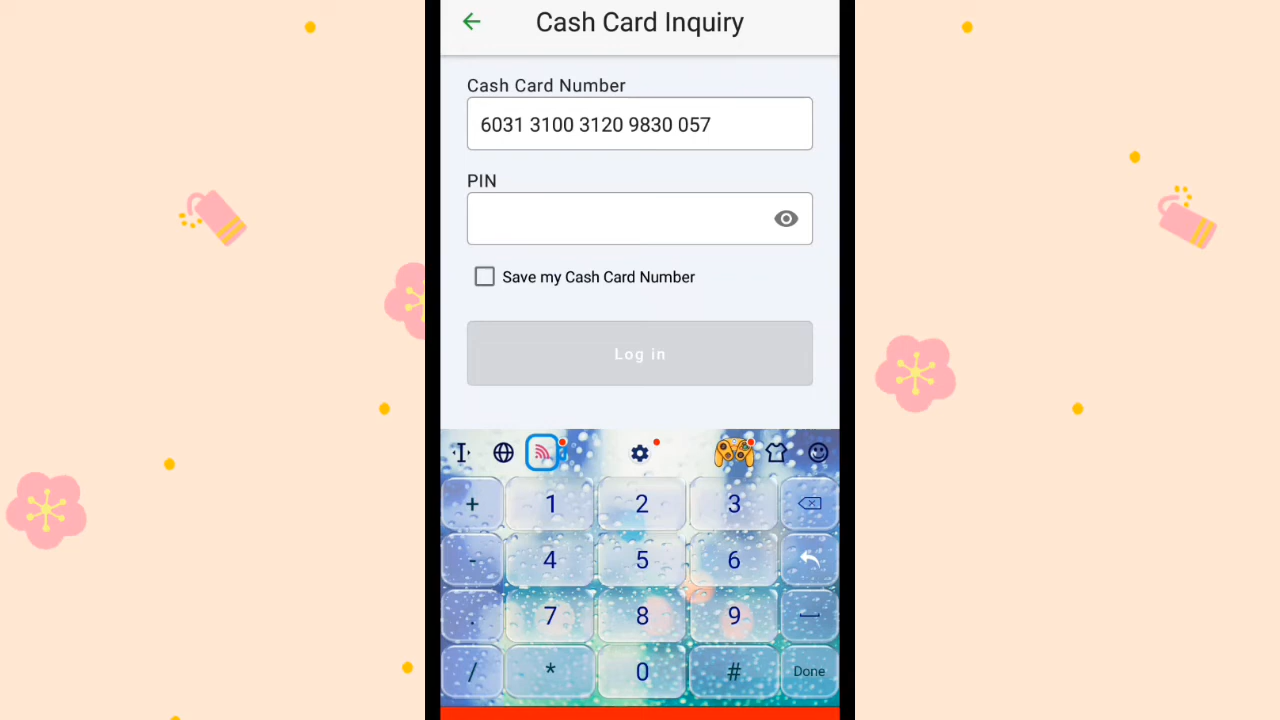 Cash Card Inquiry
Cash Card Number
6031 3100 3120 9830 057
PIN
Save my Cash Card Number
Log in
+ 1 2 3
- 4 5 6
. 7 8 9
/ * 0 # Done